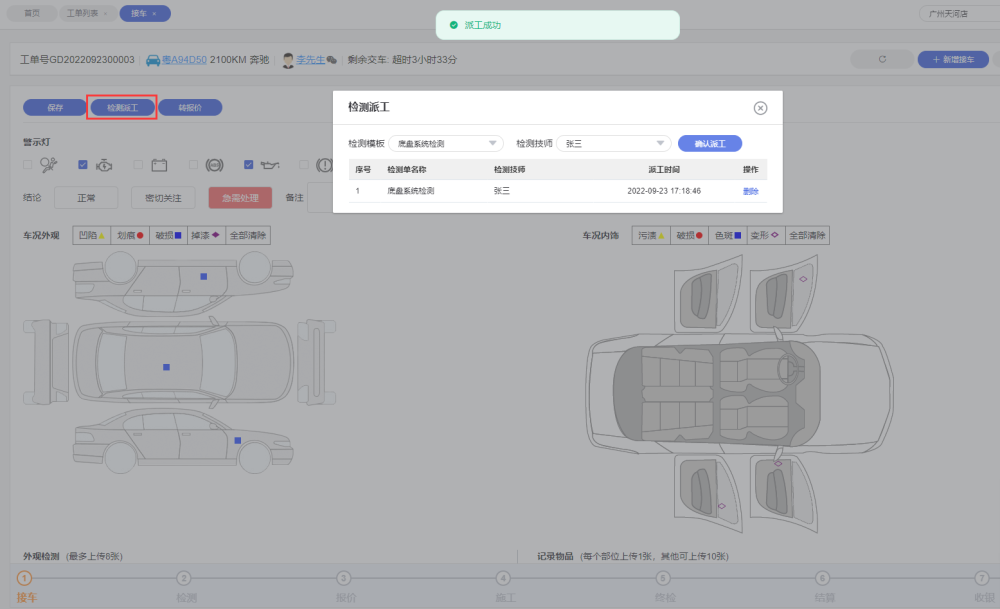 首页 工单列表 × 接车 × 广州天河店
派工成功
工单号GD2022092300003 粤A94D50 2100KM 奔驰 李先生 剩余交车: 超时3小时33分 + 新增接车
保存 检测派工 转报价
检测派工
检测模板 底盘系统检测 检测技师 张三 确认派工
序号 检测单名称 检测技师 派工时间 操作
1 底盘系统检测 张三 2022-09-23 17:18:46 删除
警示灯
结论 正常 密切关注 急需处理 备注
车况外观 凹陷 划痕 破损 掉漆 全部清除
车况内饰 污渍 破损 色斑 变形 全部清除
外观检测 (最多上传8张)
记录物品 (每个部位上传1张, 其他可上传10张)
1 2 3 4 5 6 7
接车 检测 报价 施工 终检 结算 收银